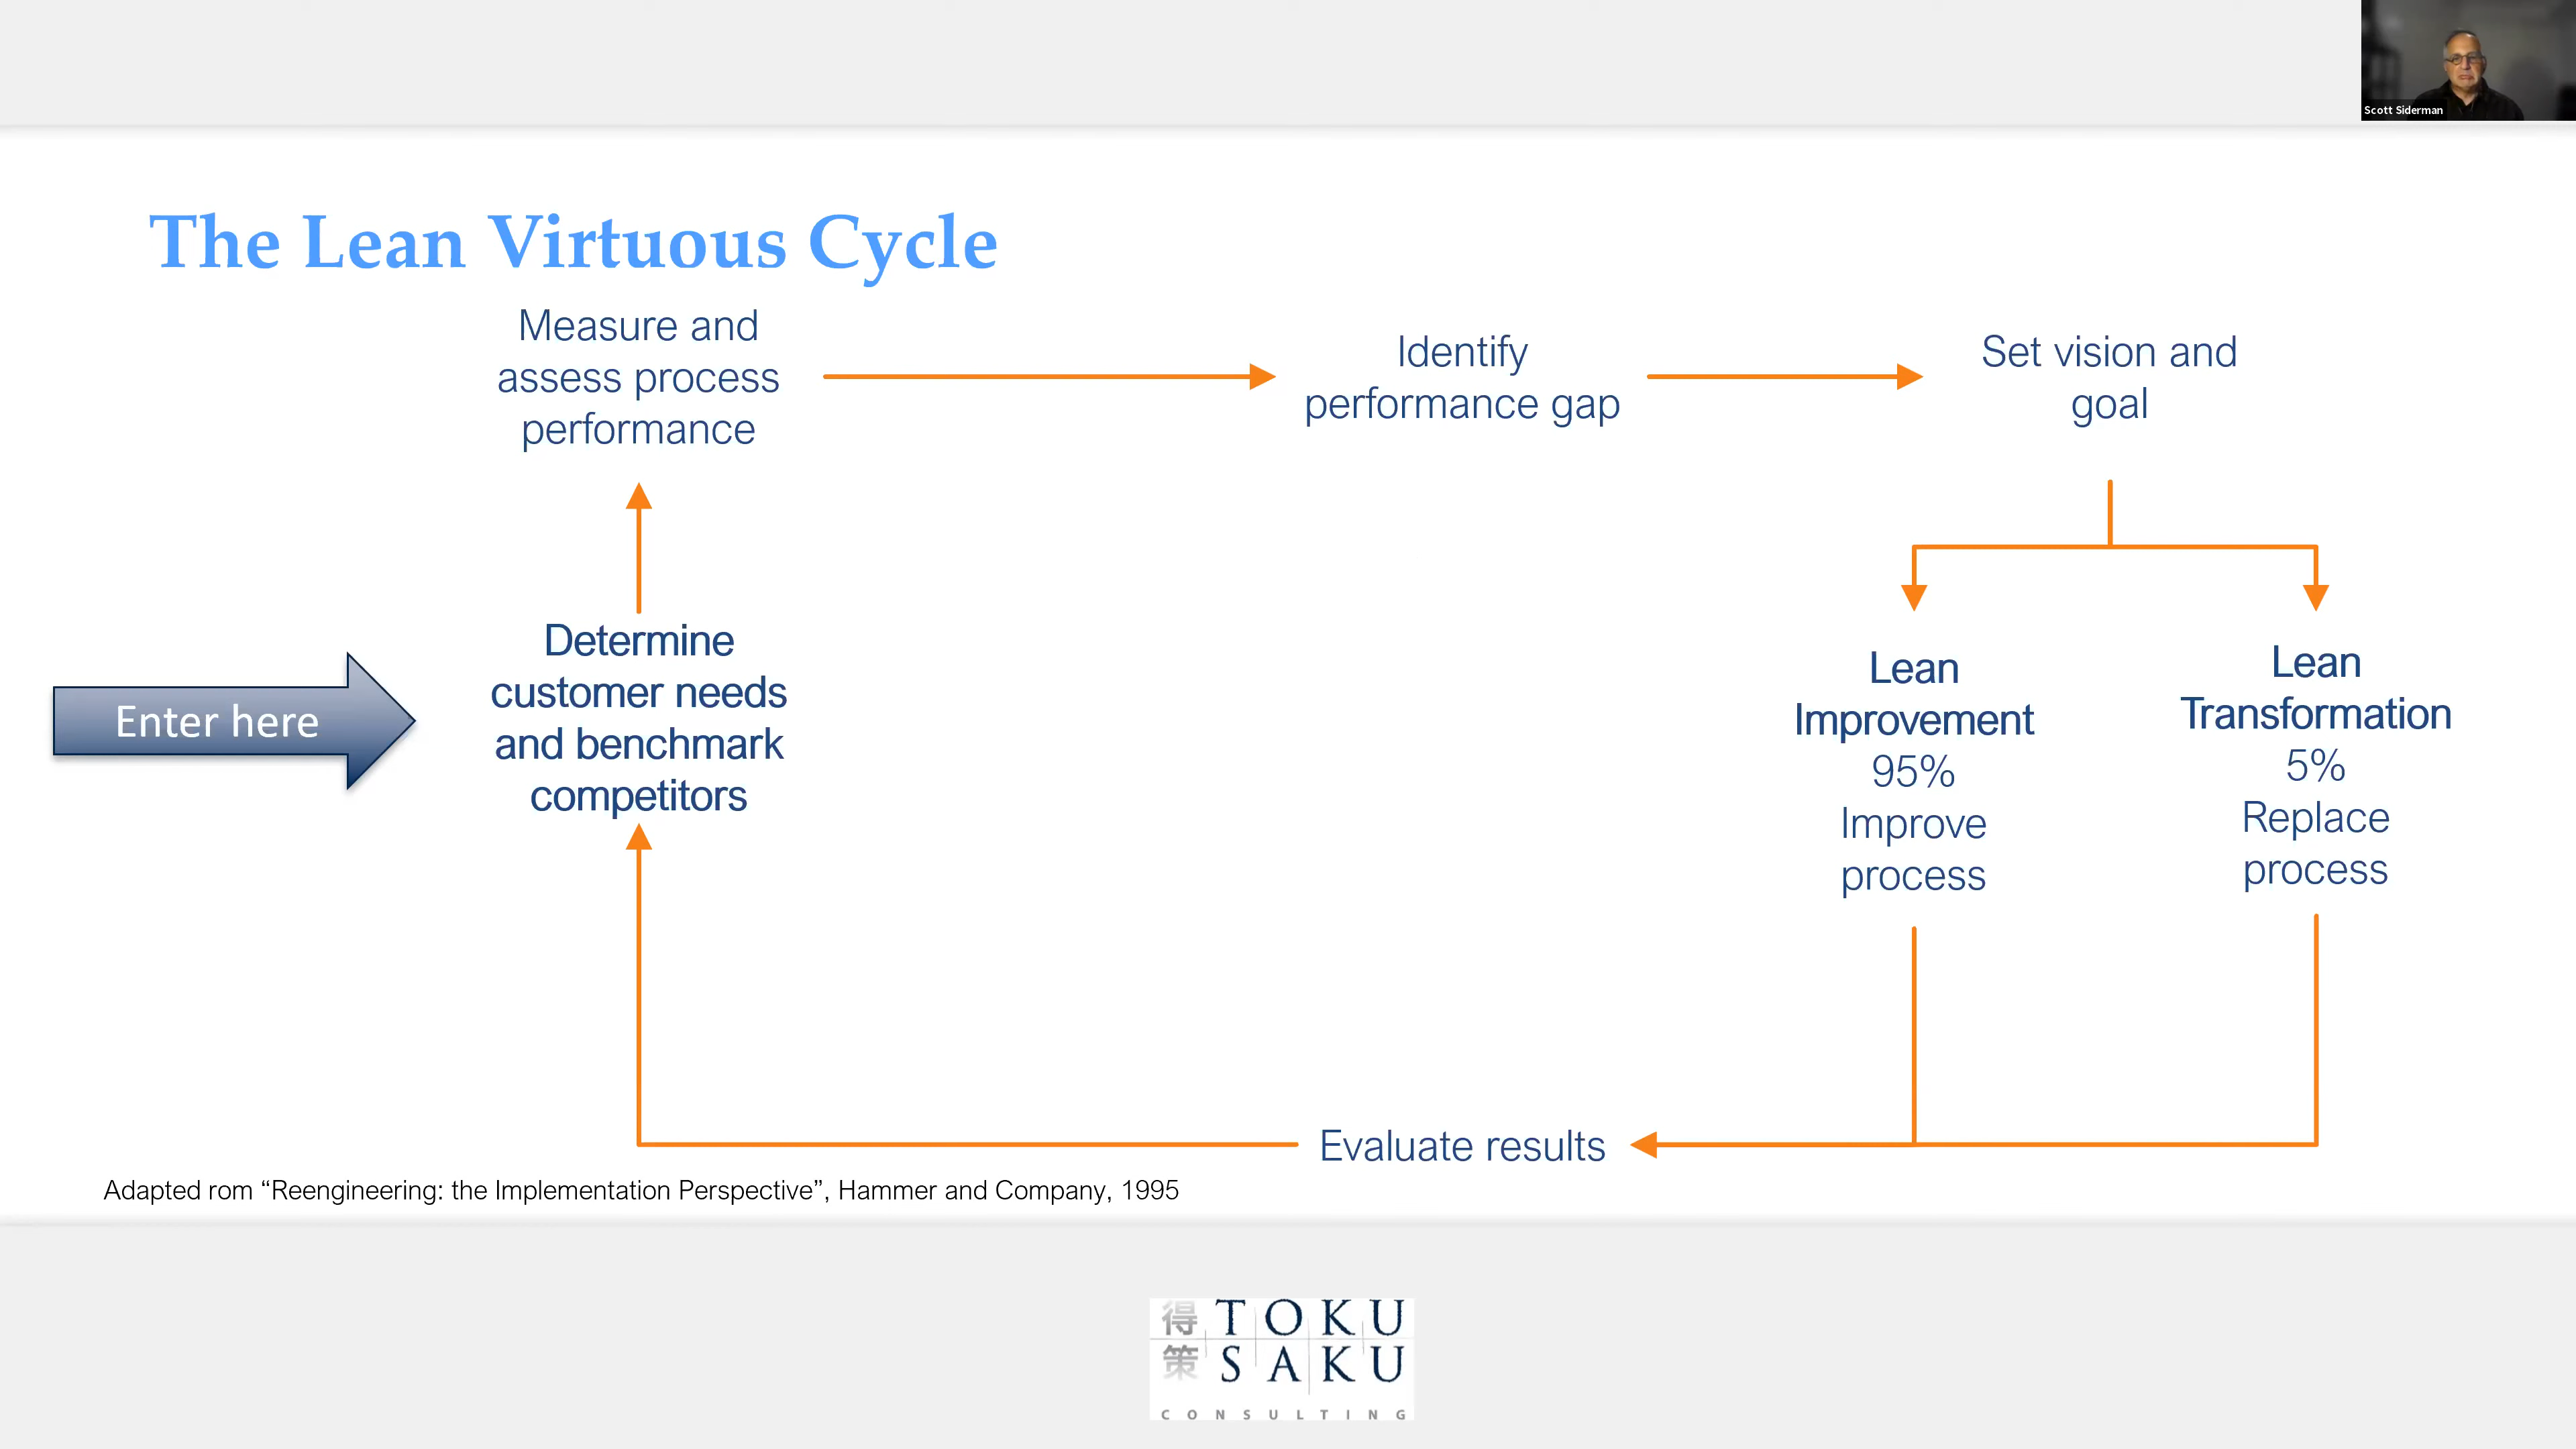 Scott Siderman
The Lean Virtuous Cycle
Measure and
assess process
performance
Identify
performance gap
Set vision and
goal
Enter here
Determine
customer needs
and benchmark
competitors
Lean
Improvement
95%
Improve
process
Lean
Transformation
5%
Replace
process
Evaluate results
Adapted rom “Reengineering: the Implementation Perspective”, Hammer and Company, 1995
得 TOKU
策 SAKU
CONSULTING